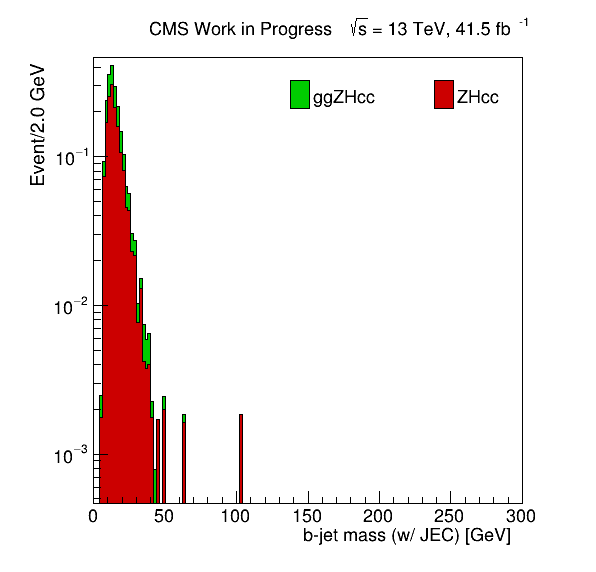 CMS Work in Progress √s = 13 TeV, 41.5 fb⁻¹
Event/2.0 GeV
ggZHcc ZHcc
10⁻¹
10⁻²
10⁻³
0 50 100 150 200 250 300
b-jet mass (w/ JEC) [GeV]